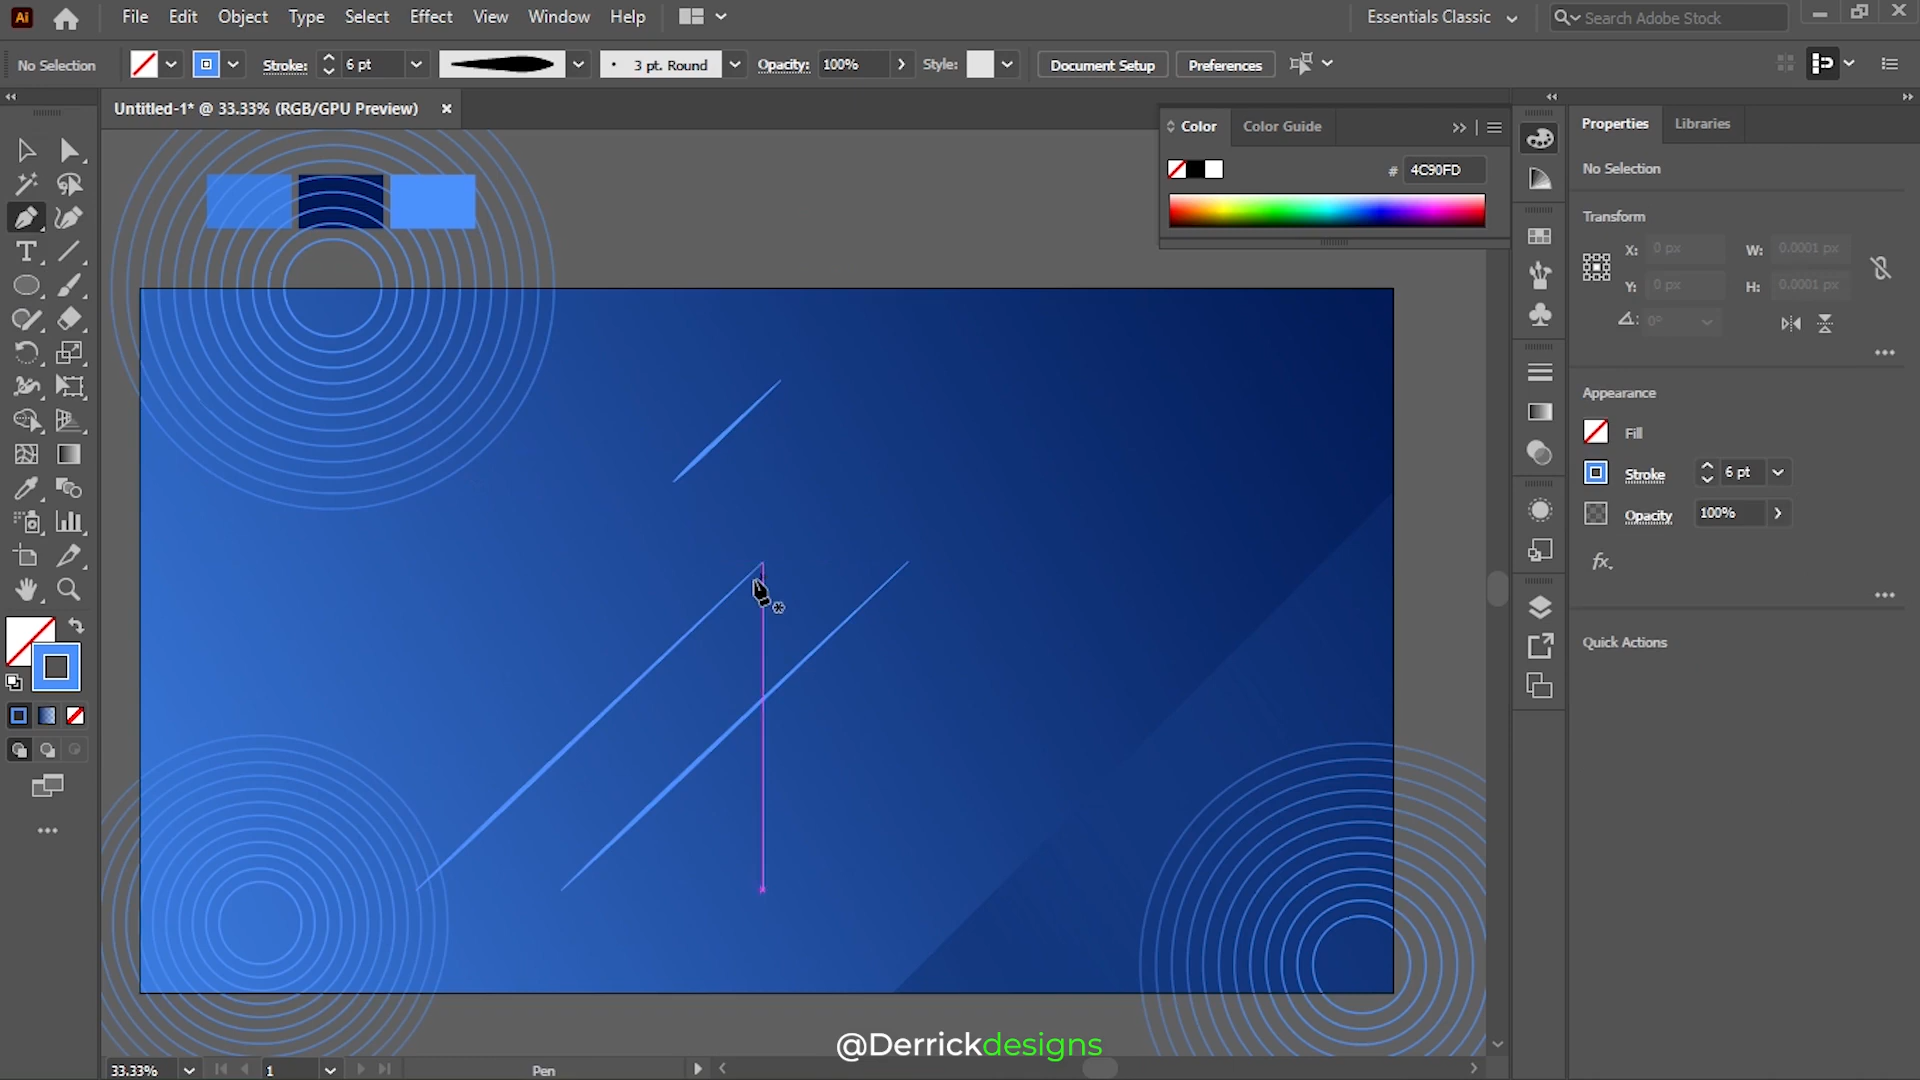 Ai File Edit Object Type Select Effect View Window Help Essentials Classic Search Adobe Stock
No Selection Stroke: 6 pt 3 pt. Round Opacity: 100% Style: Document Setup Preferences
Untitled-1* @ 33.33% (RGB/GPU Preview)
Color Color Guide
# 4C90FD
Properties Libraries
No Selection
Transform
X: 0 px W: 0.0001 px
Y: 0 px H: 0.0001 px
0°
Appearance
Fill
Stroke 6 pt
Opacity 100%
fx.
Quick Actions
@Derrickdesigns
33.33% 1 Pen